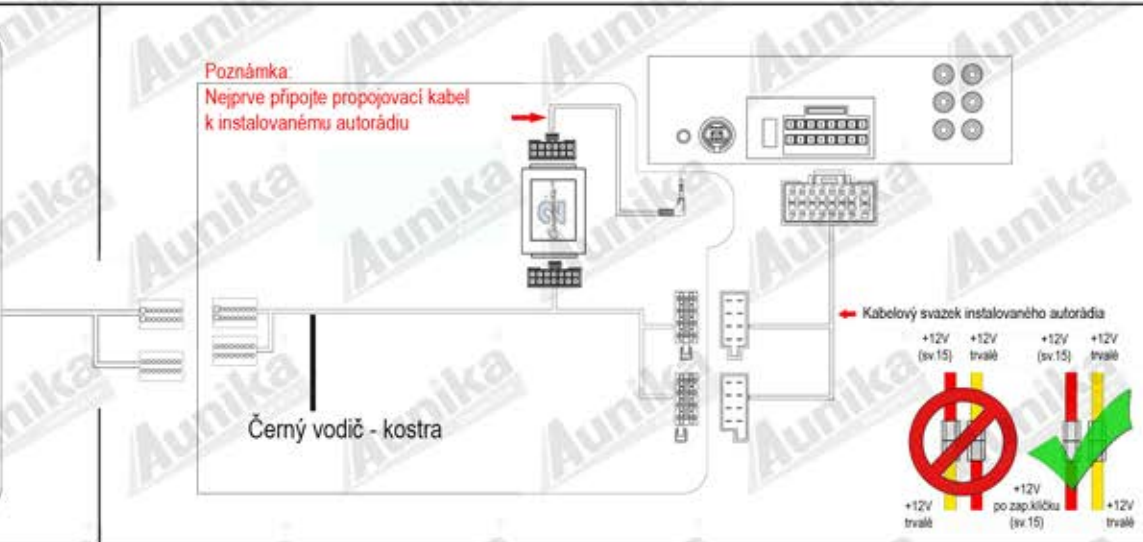 Poznámka:
Nejprve připojte propojovací kabel
k instalovanému autorádiu
Kabelový svazek instalovaného autorádia
+12V +12V +12V +12V
(sv.15) trvalé (sv.15) trvalé
Černý vodič - kostra
+12V +12V +12V
trvalé po zap.klíčku trvalé
(sv.15)
Aunika